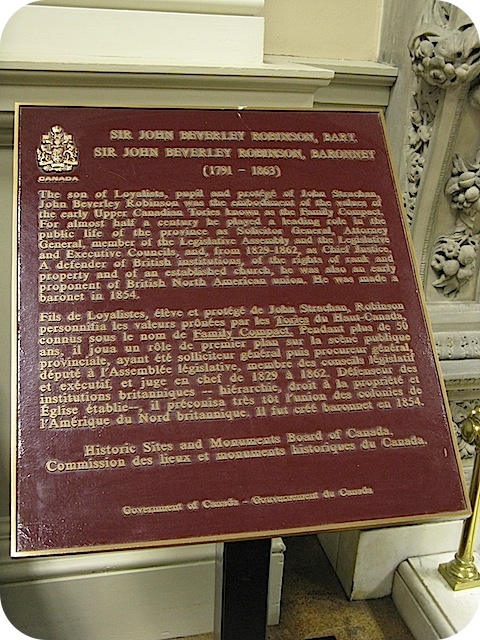 CANADA
SIR JOHN BEVERLEY ROBINSON, BART.
SIR JOHN BEVERLEY ROBINSON, BARONNET
(1791 - 1863)
The son of Loyalists, pupil and protégé of John Strachan,
John Beverley Robinson was the embodiment of the values of
the early Upper Canadian Tories known as the Family Compact.
For almost half a century he played a leading role in the
public life of the province as Solicitor General, Attorney
General, member of the Legislative Assembly and the Legislative
and Executive Councils, and, from 1829-1862, as Chief Justice.
A defender of British institutions, of the rights of rank and
property and of an established church, he was also an early
proponent of British North American union. He was made a
baronet in 1854.
Fils de Loyalistes, élève et protégé de John Strachan, Robinson
personnifia les valeurs prônées par les Tories du Haut-Canada,
connus sous le nom de Family Compact. Pendant plus de 50
ans, il joua un rôle de premier plan sur la scène publique
provinciale, ayant été solliciteur général puis procureur général,
député à l'Assemblée législative, membre des conseils législatif
et exécutif, et juge en chef de 1829 à 1862. Défenseur des
institutions britanniques -- hiérarchie, droit à la propriété et
Église établie--, il préconisa très tôt l'union des colonies de
l'Amérique du Nord britannique. Il fut créé baronnet en 1854.
Historic Sites and Monuments Board of Canada.
Commission des lieux et monuments historiques du Canada.
Government of Canada - Gouvernement du Canada